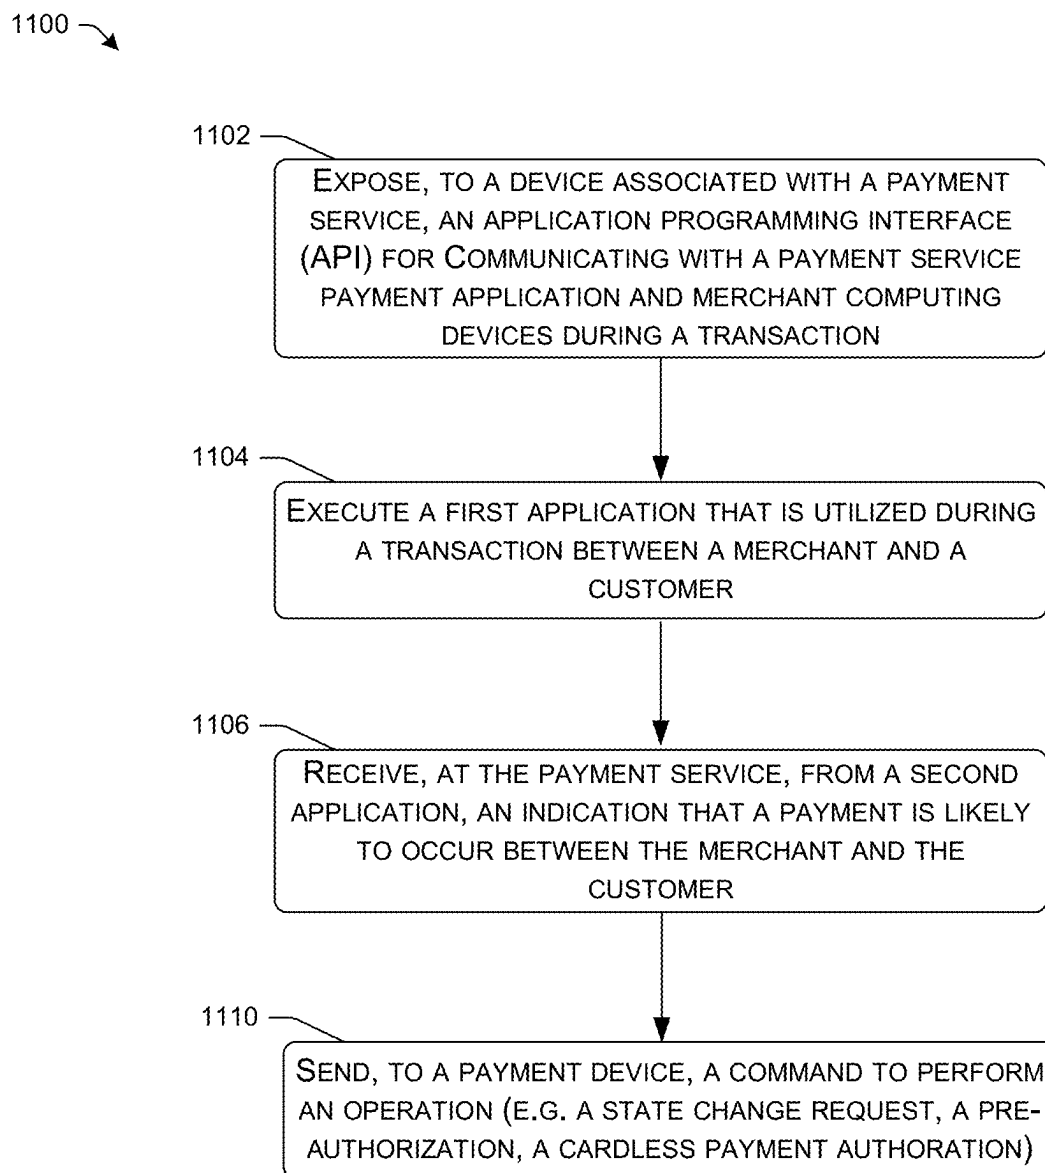 1100
1102
EXPOSE, TO A DEVICE ASSOCIATED WITH A PAYMENT
SERVICE, AN APPLICATION PROGRAMMING INTERFACE
(API) FOR COMMUNICATING WITH A PAYMENT SERVICE
PAYMENT APPLICATION AND MERCHANT COMPUTING
DEVICES DURING A TRANSACTION
1104
EXECUTE A FIRST APPLICATION THAT IS UTILIZED DURING
A TRANSACTION BETWEEN A MERCHANT AND A
CUSTOMER
1106
RECEIVE, AT THE PAYMENT SERVICE, FROM A SECOND
APPLICATION, AN INDICATION THAT A PAYMENT IS LIKELY
TO OCCUR BETWEEN THE MERCHANT AND THE
CUSTOMER
1110
SEND, TO A PAYMENT DEVICE, A COMMAND TO PERFORM
AN OPERATION (E.G. A STATE CHANGE REQUEST, A PRE-
AUTHORIZATION, A CARDLESS PAYMENT AUTHORATION)